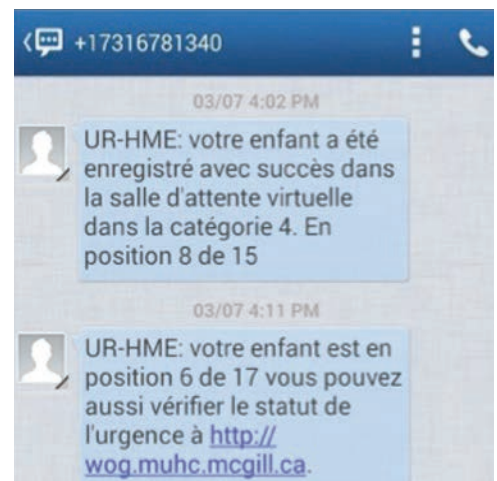 +17316781340
03/07 4:02 PM
UR-HME: votre enfant a été
enregistré avec succès dans
la salle d'attente virtuelle
dans la catégorie 4. En
position 8 de 15
03/07 4:11 PM
UR-HME: votre enfant est en
position 6 de 17 vous pouvez
aussi vérifier le statut de
l'urgence à http://
wog.muhc.mcgill.ca.